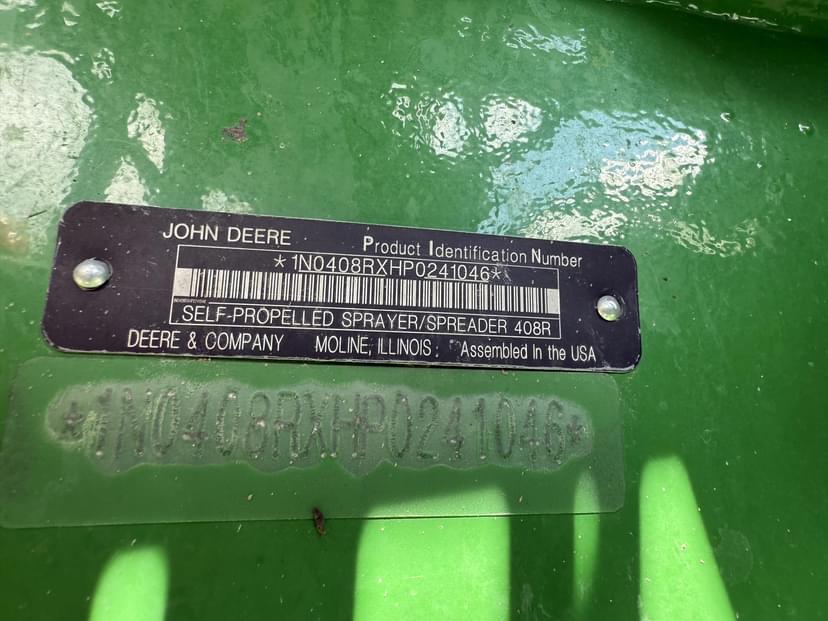 JOHN DEERE
Product Identification Number
*1N0408RXHP0241046*
SELF-PROPELLED SPRAYER/SPREADER 408R
DEERE & COMPANY MOLINE, ILLINOIS Assembled In the USA
*1N0408RXHP0241046*